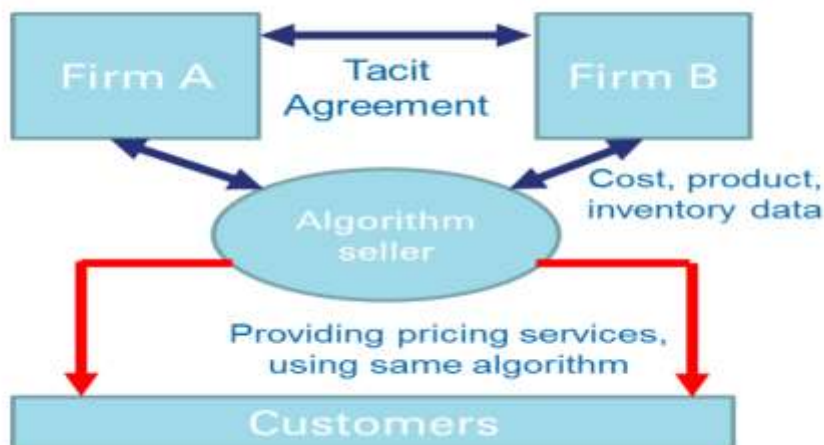 Firm A
Tacit
Agreement
Firm B
Cost, product,
inventory data
Algorithm
seller
Providing pricing services,
using same algorithm
Customers